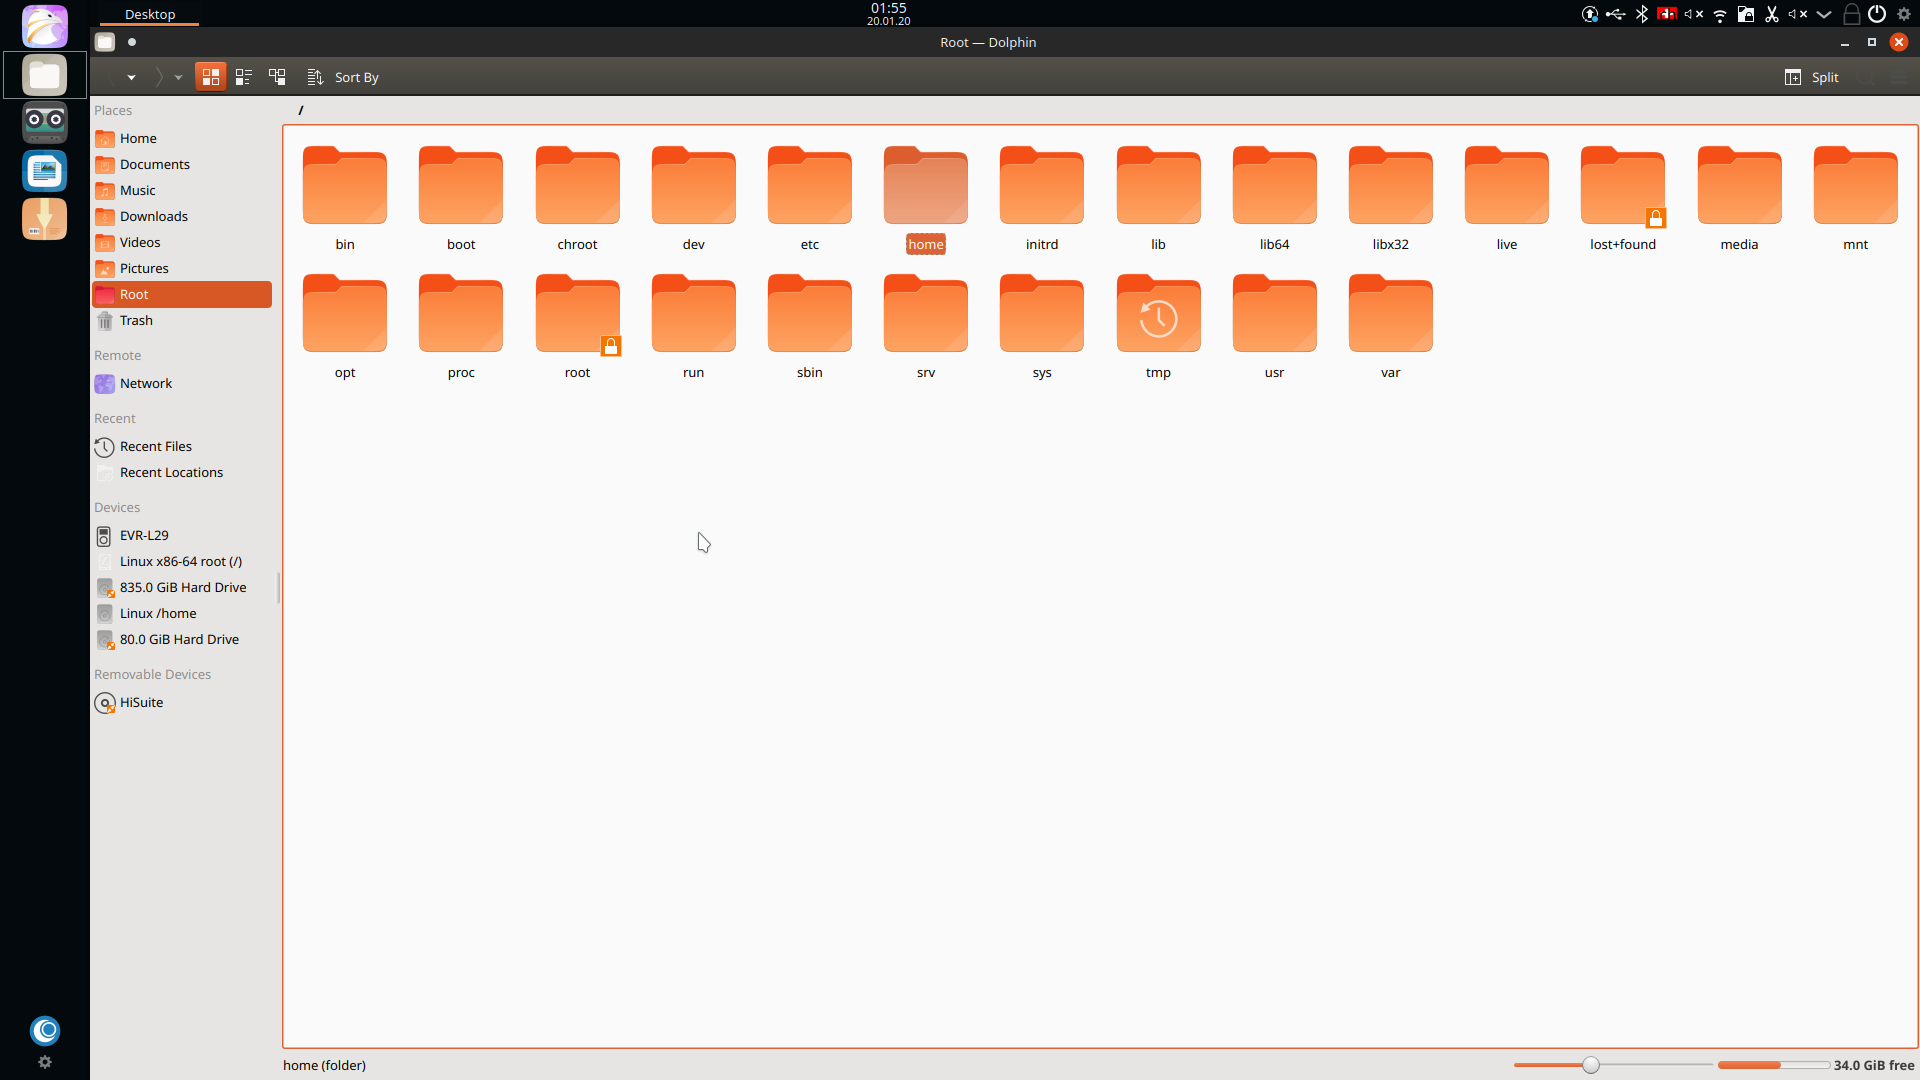 Desktop
01:55
20.01.20
Root — Dolphin
Sort By
Split
Places
Home
Documents
Music
Downloads
Videos
Pictures
Root
Trash
Remote
Network
Recent
Recent Files
Recent Locations
Devices
EVR-L29
Linux x86-64 root (/)
835.0 GiB Hard Drive
Linux /home
80.0 GiB Hard Drive
Removable Devices
HiSuite
/
bin boot chroot dev etc home initrd lib lib64 libx32 live lost+found media mnt
opt proc root run sbin srv sys tmp usr var
home (folder)
34.0 GiB free